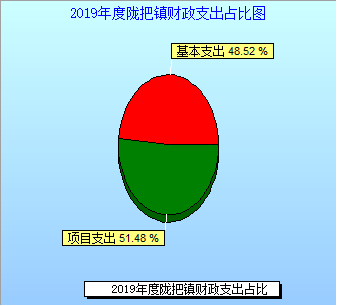 2019年度陇把镇财政支出占比图
基本支出 48.52 %
项目支出 51.48 %
2019年度陇把镇财政支出占比